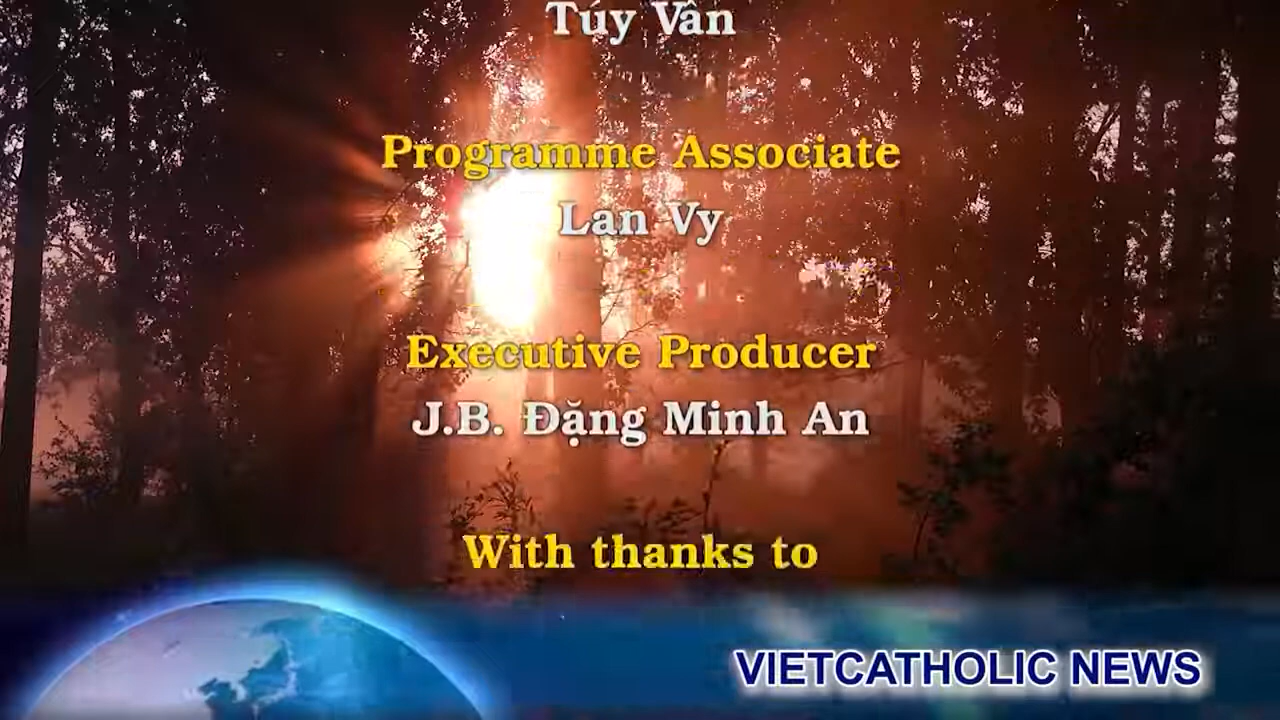 Túy Vân
Programme Associate
Lan Vy
Executive Producer
J.B. Đặng Minh An
With thanks to
VIETCATHOLIC NEWS